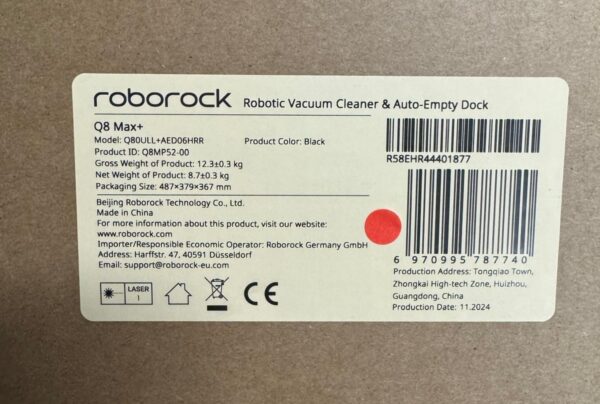 roborock Robotic Vacuum Cleaner & Auto-Empty Dock
Q8 Max+
Model: Q80ULL+AED06HRR Product Color: Black
Product ID: Q8MP52-00
Gross Weight of Product: 12.3±0.3 kg
Net Weight of Product: 8.7±0.3 kg
Packaging Size: 487×379×367 mm
Beijing Roborock Technology Co., Ltd.
Made in China
For more information about this product, visit our website:
www.roborock.com
Importer/Responsible Economic Operator: Roborock Germany GmbH
Address: Harffstr. 47, 40591 Düsseldorf
Email: support@roborock-eu.com
LASER
1
CE
R58EHR44401877
6 970995 787740
Production Address: Tongqiao Town,
Zhongkai High-tech Zone, Huizhou,
Guangdong, China
Production Date: 11.2024